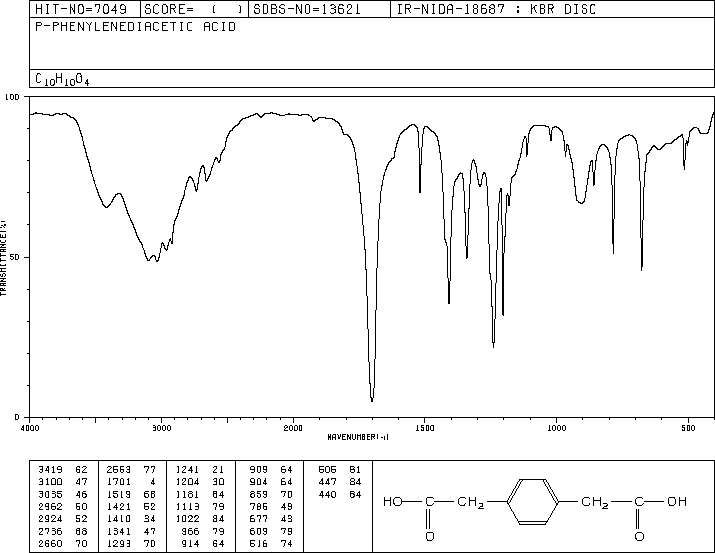 HIT-NO=7049 SCORE= ( ) SDBS-NO=13621 IR-NIDA-18687 : KBR DISC
P-PHENYLENEDIACETIC ACID
C10H10O4
100
50
0
TRANSMITTANCE(%)
4000 3000 2000 1500 1000 500
WAVENUMBER(-1)
3419 62 2563 77 1241 21 909 64 506 81
3100 47 1701 4 1204 30 904 64 447 84
3035 46 1519 68 1181 64 859 70 440 84
2962 50 1421 52 1113 79 786 49
2924 52 1410 34 1022 84 677 43
2736 68 1341 47 966 79 609 79
2660 70 1293 70 914 64 516 74
HO-C-CH2 CH2-C-OH
O O